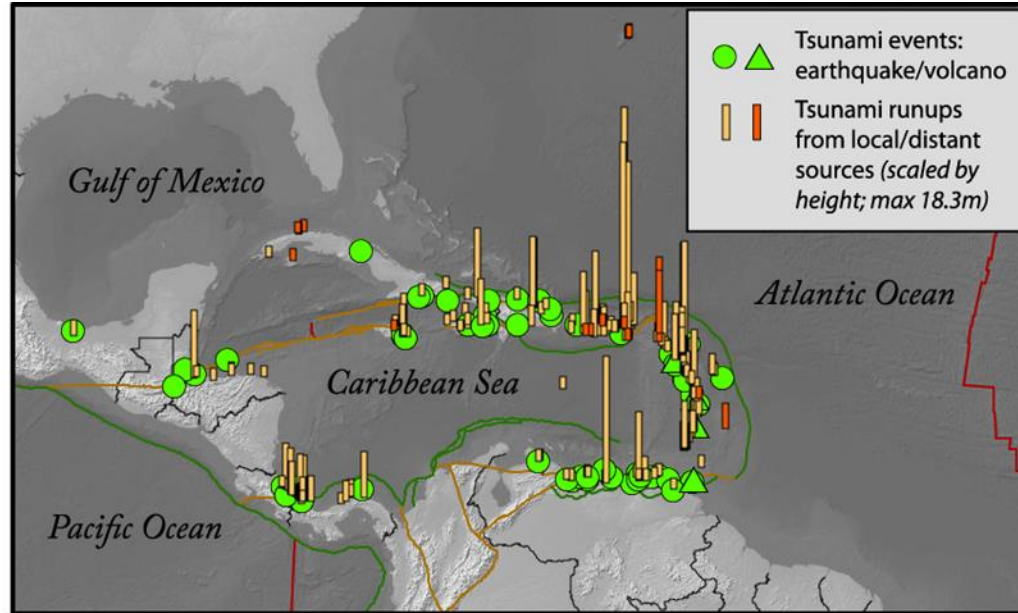 Tsunami events:
earthquake/volcano
Tsunami runups
from local/distant
sources (scaled by
height; max 18.3m)
Gulf of Mexico
Atlantic Ocean
Caribbean Sea
Pacific Ocean